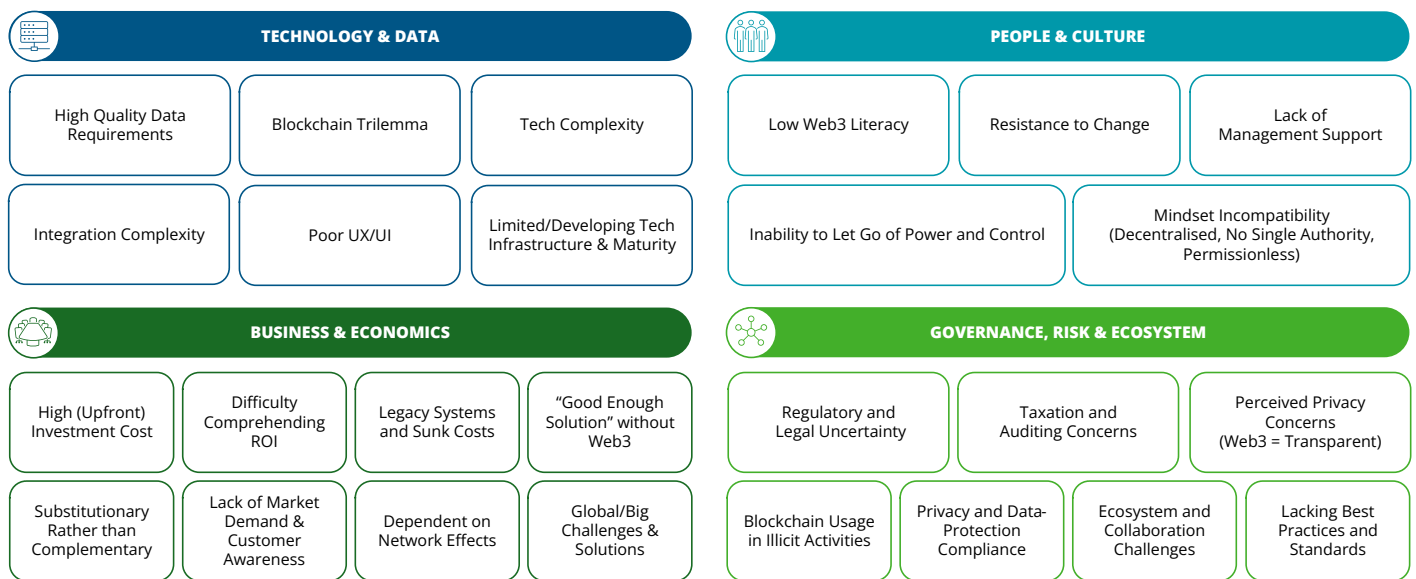 TECHNOLOGY & DATA
High Quality Data
Requirements
Blockchain Trilemma
Tech Complexity
Integration Complexity
Poor UX/UI
Limited/Developing Tech
Infrastructure & Maturity
PEOPLE & CULTURE
Low Web3 Literacy
Resistance to Change
Lack of
Management Support
Inability to Let Go of Power and Control
Mindset Incompatibility
(Decentralised, No Single Authority,
Permissionless)
BUSINESS & ECONOMICS
High (Upfront)
Investment Cost
Difficulty
Comprehending
ROI
Legacy Systems
and Sunk Costs
“Good Enough
Solution” without
Web3
Substitutionary
Rather than
Complementary
Lack of Market
Demand &
Customer
Awareness
Dependent on
Network Effects
Global/Big
Challenges &
Solutions
GOVERNANCE, RISK & ECOSYSTEM
Regulatory and
Legal Uncertainty
Taxation and
Auditing Concerns
Perceived Privacy
Concerns
(Web3 = Transparent)
Blockchain Usage
in Illicit Activities
Privacy and Data-
Protection
Compliance
Ecosystem and
Collaboration
Challenges
Lacking Best
Practices and
Standards